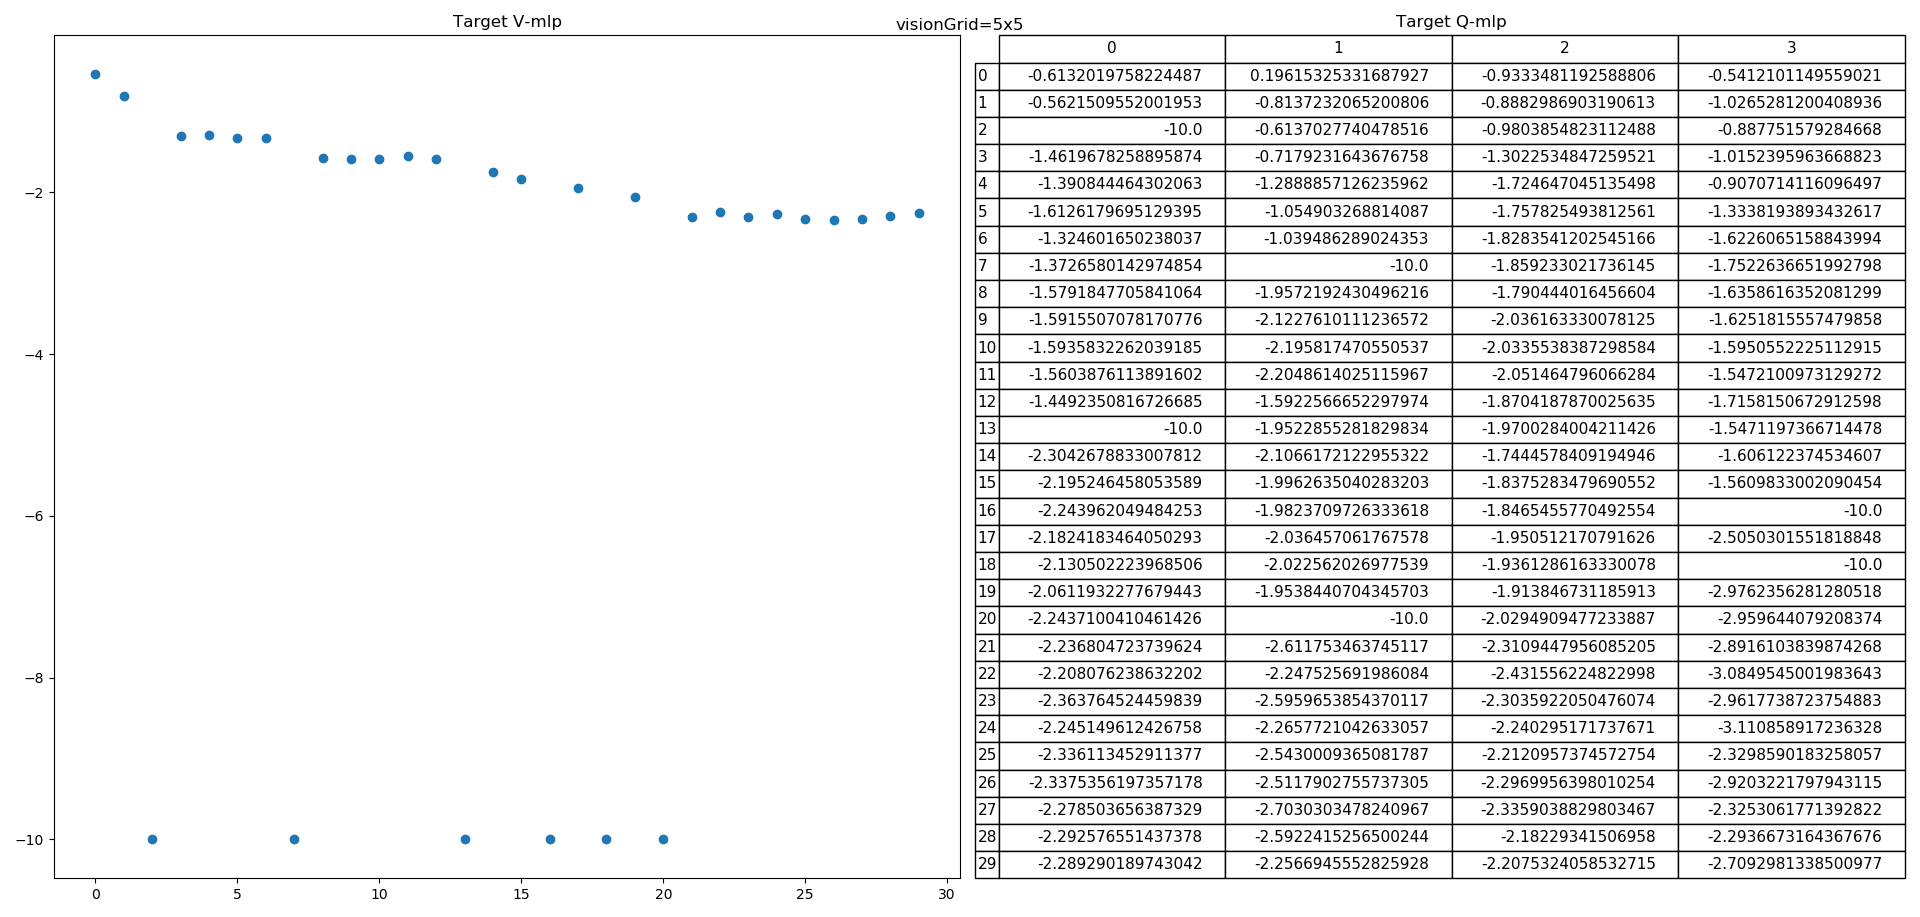 Target V-mlp
visionGrid=5x5
Target Q-mlp
−2
−4
−6
−8
−10
0 5 10 15 20 25 30
0 1 2 3
0 -0.6132019758224487 0.19615325331687927 -0.9333481192588806 -0.5412101149559021
1 -0.5621509552001953 -0.8137232065200806 -0.8882986903190613 -1.0265281200408936
2 -10.0 -0.6137027740478516 -0.9803854823112488 -0.887751579284668
3 -1.4619678258895874 -0.7179231643676758 -1.3022534847259521 -1.0152395963668823
4 -1.390844464302063 -1.2888857126235962 -1.724647045135498 -0.9070714116096497
5 -1.6126179695129395 -1.054903268814087 -1.757825493812561 -1.3338193893432617
6 -1.324601650238037 -1.039486289024353 -1.8283541202545166 -1.6226065158843994
7 -1.3726580142974854 -10.0 -1.859233021736145 -1.7522636651992798
8 -1.5791847705841064 -1.9572192430496216 -1.790444016456604 -1.6358616352081299
9 -1.5915507078170776 -2.1227610111236572 -2.036163330078125 -1.6251815557479858
10 -1.5935832262039185 -2.195817470550537 -2.0335538387298584 -1.5950552225112915
11 -1.5603876113891602 -2.2048614025115967 -2.051464796066284 -1.5472100973129272
12 -1.4492350816726685 -1.5922566652297974 -1.8704187870025635 -1.7158150672912598
13 -10.0 -1.9522855281829834 -1.9700284004211426 -1.5471197366714478
14 -2.3042678833007812 -2.1066172122955322 -1.7444578409194946 -1.606122374534607
15 -2.195246458053589 -1.9962635040283203 -1.8375283479690552 -1.5609833002090454
16 -2.243962049484253 -1.9823709726333618 -1.8465455770492554 -10.0
17 -2.1824183464050293 -2.036457061767578 -1.950512170791626 -2.5050301551818848
18 -2.130502223968506 -2.022562026977539 -1.9361286163330078 -10.0
19 -2.0611932277679443 -1.9538440704345703 -1.913846731185913 -2.9762356281280518
20 -2.2437100410461426 -10.0 -2.0294909477233887 -2.959644079208374
21 -2.236804723739624 -2.611753463745117 -2.3109447956085205 -2.8916103839874268
22 -2.208076238632202 -2.247525691986084 -2.431556224822998 -3.0849545001983643
23 -2.363764524459839 -2.5959653854370117 -2.3035922050476074 -2.9617738723754883
24 -2.245149612426758 -2.2657721042633057 -2.240295171737671 -3.110858917236328
25 -2.336113452911377 -2.5430009365081787 -2.2120957374572754 -2.3298590183258057
26 -2.3375356197357178 -2.5117902755737305 -2.2969956398010254 -2.9203221797943115
27 -2.278503656387329 -2.7030303478240967 -2.3359038829803467 -2.3253061771392822
28 -2.292576551437378 -2.5922415256500244 -2.18229341506958 -2.2936673164367676
29 -2.289290189743042 -2.2566945552825928 -2.2075324058532715 -2.7092981338500977